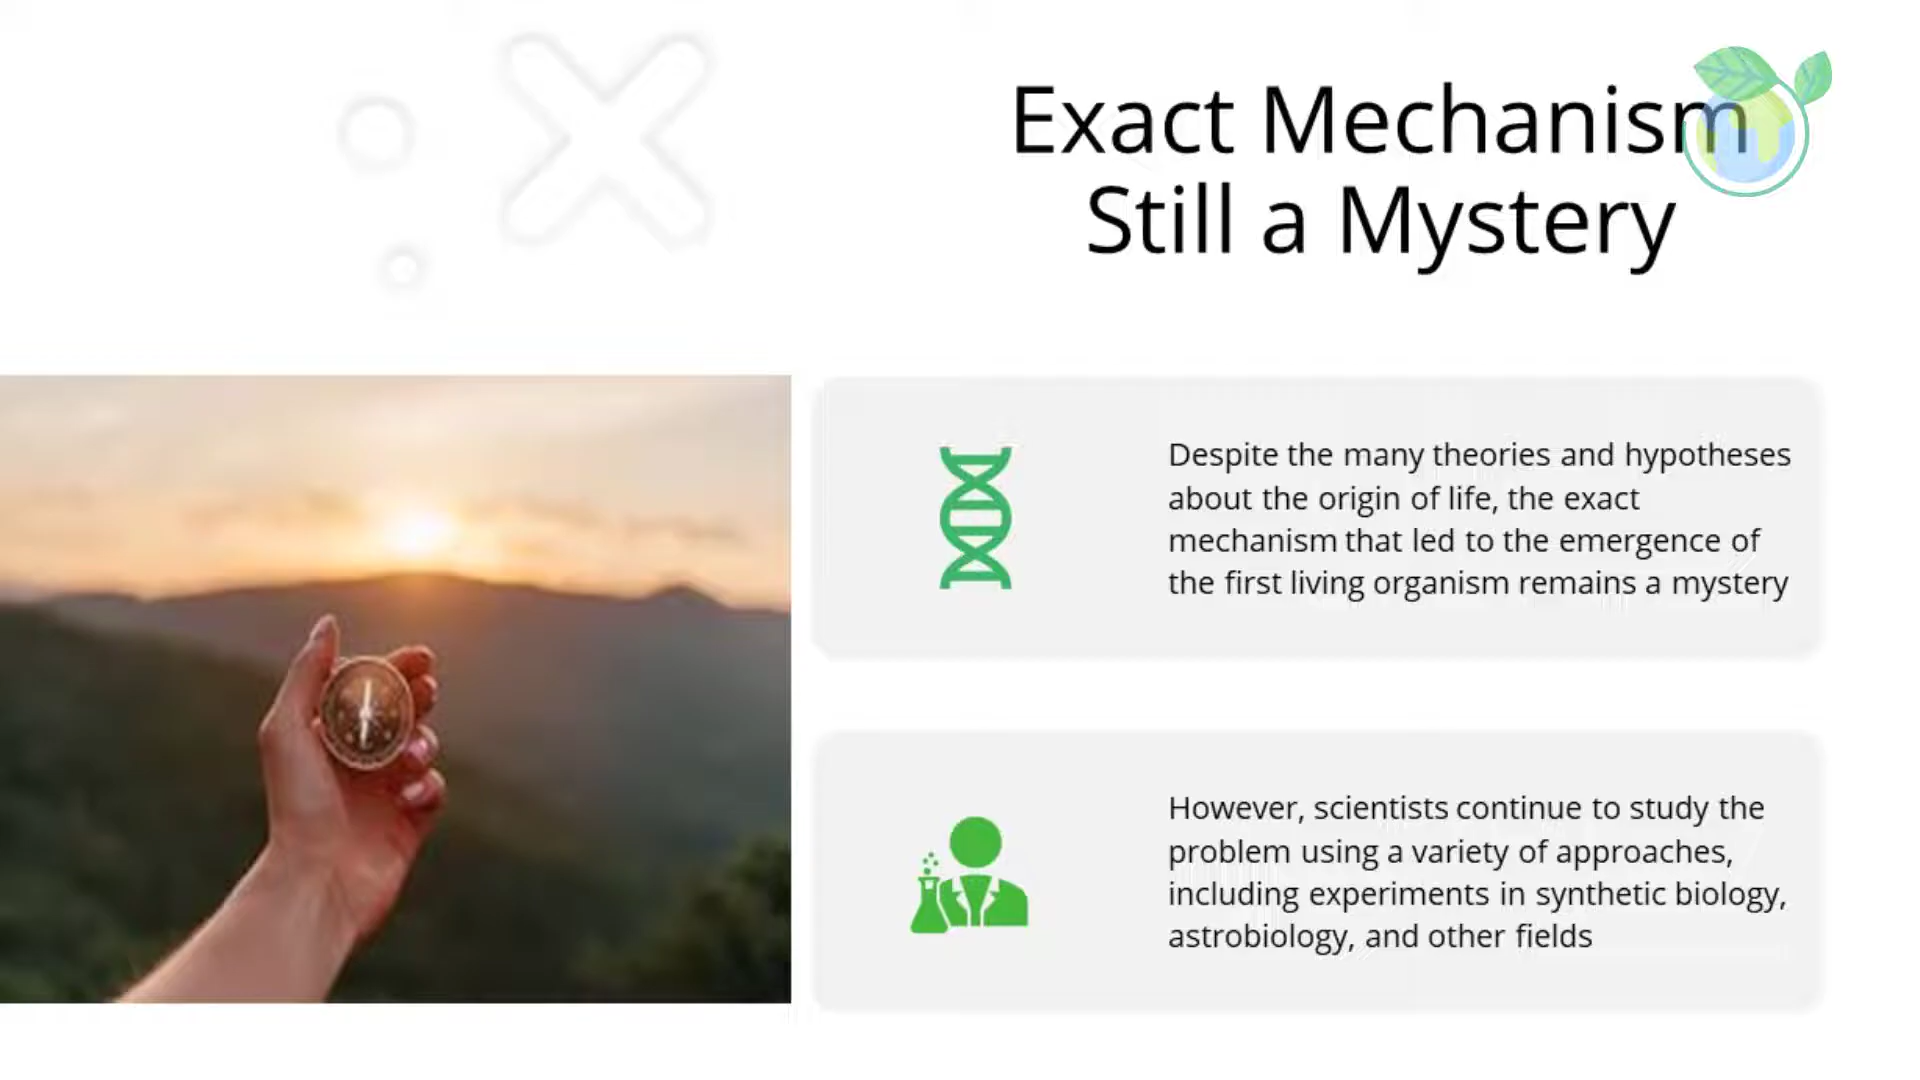 Exact Mechanism
Still a Mystery
Despite the many theories and hypotheses
about the origin of life, the exact
mechanism that led to the emergence of
the first living organism remains a mystery
However, scientists continue to study the
problem using a variety of approaches,
including experiments in synthetic biology,
astrobiology, and other fields